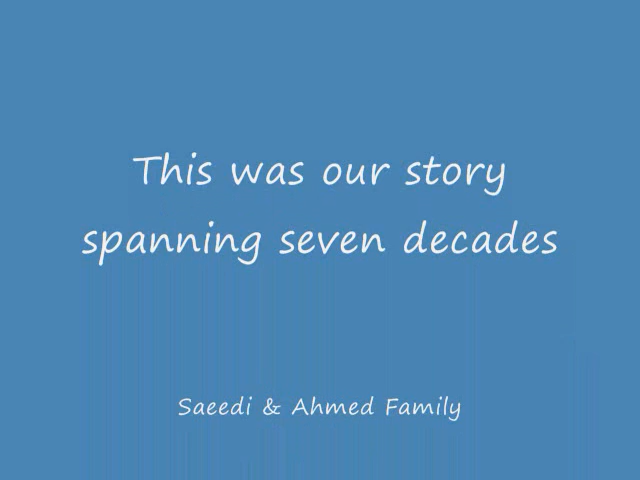 This was our story
spanning seven decades
Saeedi & Ahmed Family